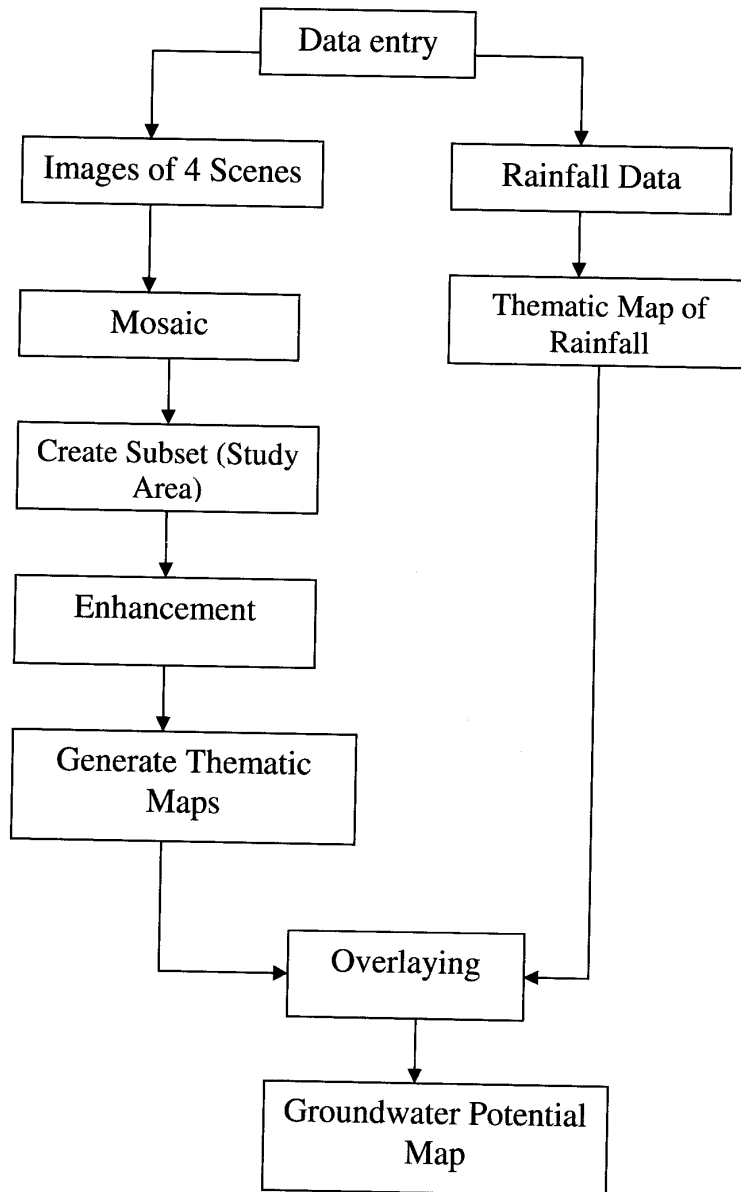 Data entry
Images of 4 Scenes
Rainfall Data
Mosaic
Thematic Map of
Rainfall
Create Subset (Study
Area)
Enhancement
Generate Thematic
Maps
Overlaying
Groundwater Potential
Map